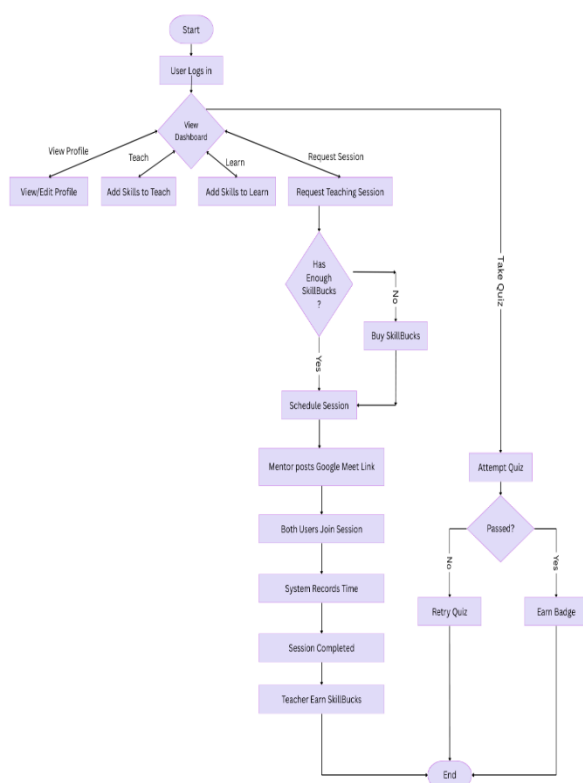 Start
User Logs in
View
Dashboard
View Profile
Teach
Learn
Request Session
View/Edit Profile
Add Skills to Teach
Add Skills to Learn
Request Teaching Session
Has
Enough
SkillBucks
?
No
Take Quiz
Buy SkillBucks
Yes
Schedule Session
Mentor posts Google Meet Link
Attempt Quiz
Both Users Join Session
Passed?
No
Yes
System Records Time
Retry Quiz
Earn Badge
Session Completed
Teacher Earn SkillBucks
End